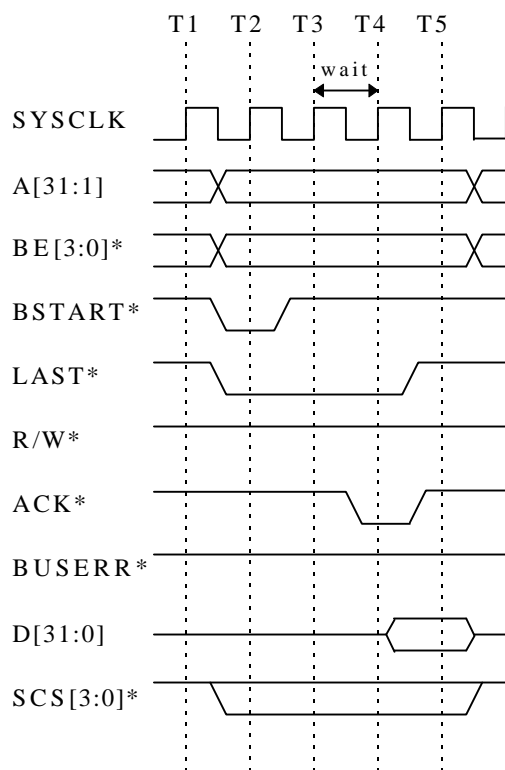 T1 T2 T3 T4 T5
wait
SYSCLK
A[31:1]
BE[3:0]*
BSTART*
LAST*
R/W*
ACK*
BUSERR*
D[31:0]
SCS[3:0]*